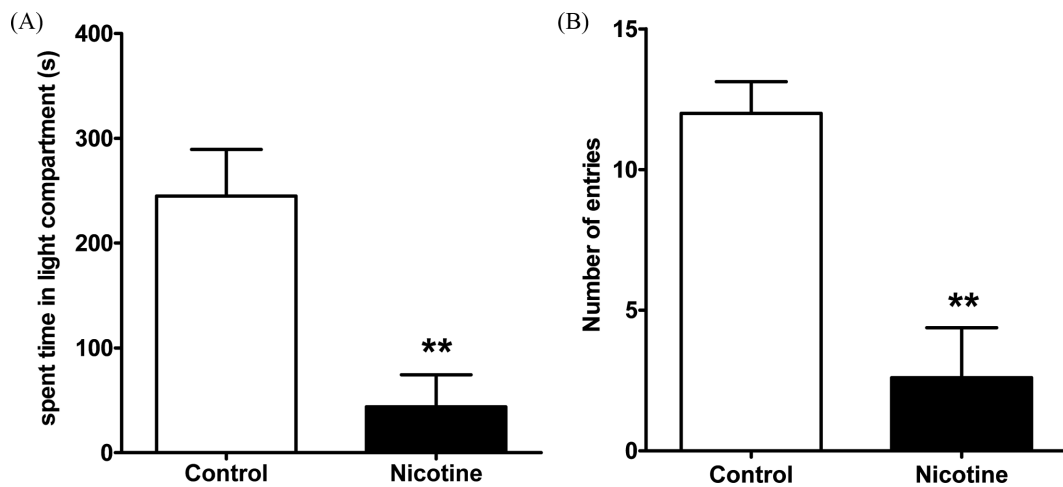 (A)
spent time in light compartment (s)
400
300
200
100
0
**
Control Nicotine
(B)
Number of entries
15
10
5
0
**
Control Nicotine